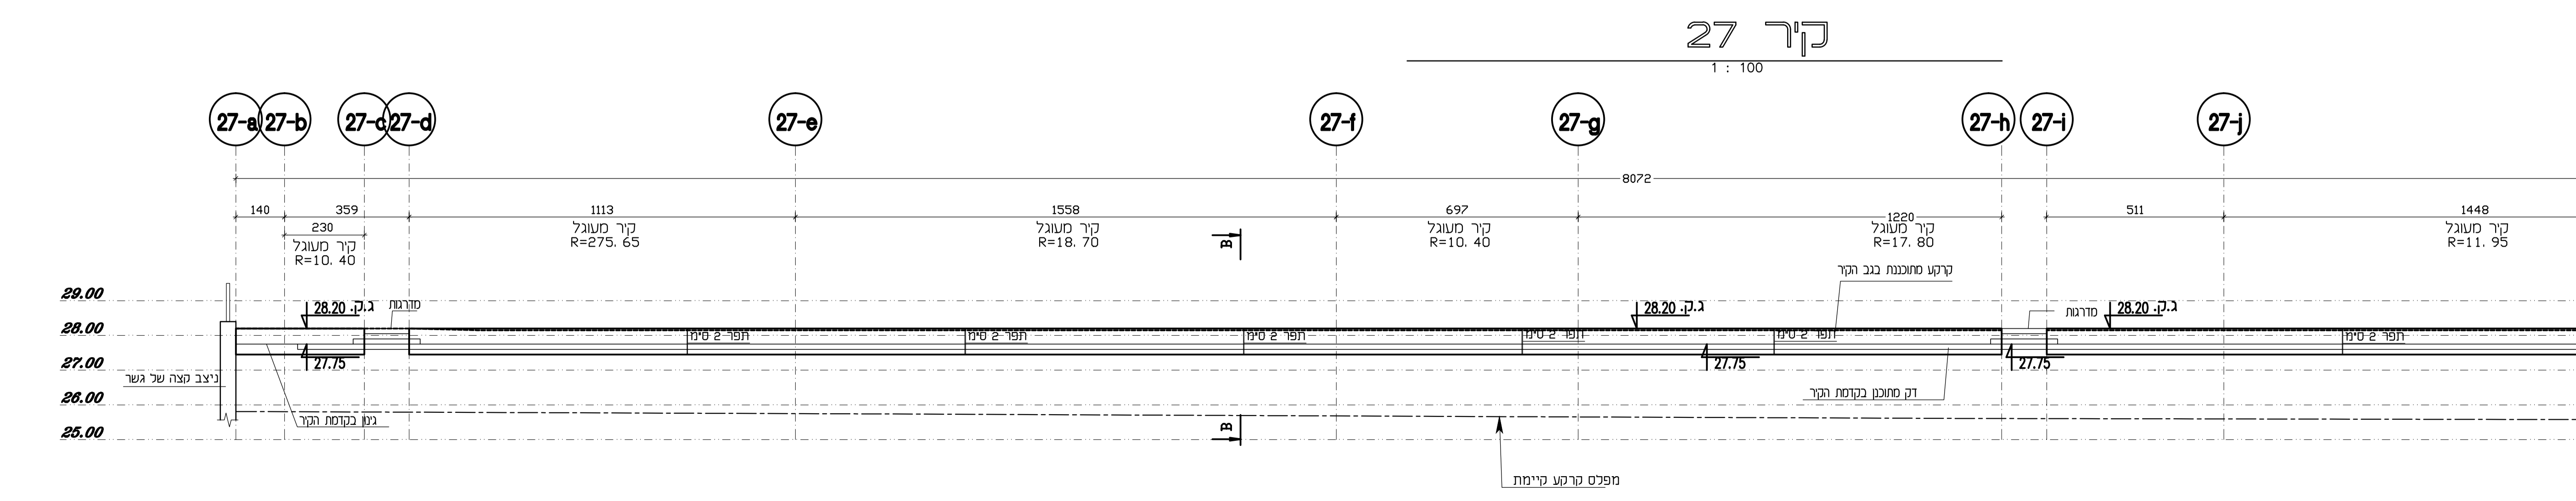 קיר 27
1 : 100
27-a 27-b 27-c 27-d 27-e 27-f 27-g 27-h 27-i 27-j
8072
140 359 1113 1558 697 1220 511 1448
230
קיר מעוגל
R=10.40
קיר מעוגל
R=275.65
קיר מעוגל
R=18.70
קיר מעוגל
R=10.40
קיר מעוגל
R=17.80
קיר מעוגל
R=11.95
B
קרקע מתוכננת בגב הקיר
29.00
28.00
27.00
26.00
25.00
28.20 ג.ק.
מדרגות
28.20 ג.ק.
28.20 ג.ק.
מדרגות
תפר 2 ס"מ
תפר 2 ס"מ
תפר 2 ס"מ
תפר 2 ס"מ
תפר 2 ס"מ
תפר 2 ס"מ
27.75
27.75
27.75
ניצב קצה של גשר
גינון בקדמת הקיר
דק מתוכנן בקדמת הקיר
B
מפלס קרקע קיימת